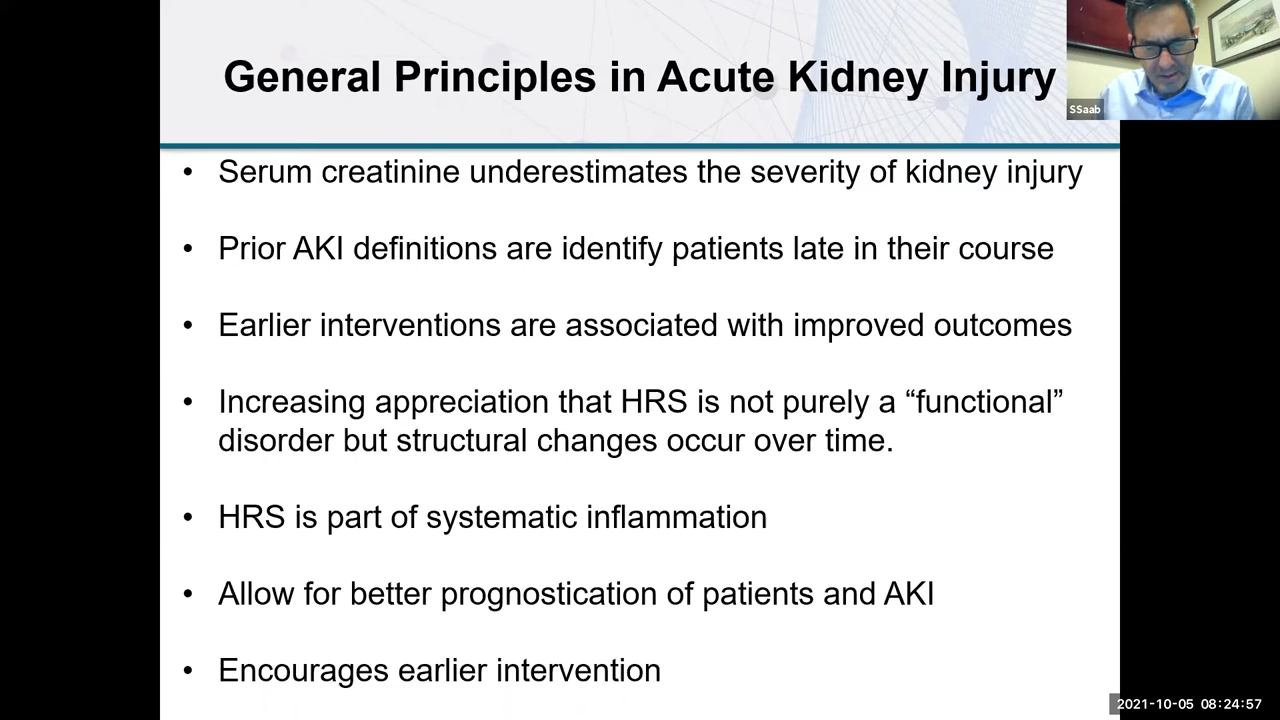 General Principles in Acute Kidney Injury
SSaab
• Serum creatinine underestimates the severity of kidney injury
• Prior AKI definitions are identify patients late in their course
• Earlier interventions are associated with improved outcomes
• Increasing appreciation that HRS is not purely a “functional”
disorder but structural changes occur over time.
• HRS is part of systematic inflammation
• Allow for better prognostication of patients and AKI
• Encourages earlier intervention
2021-10-05 08:24:57